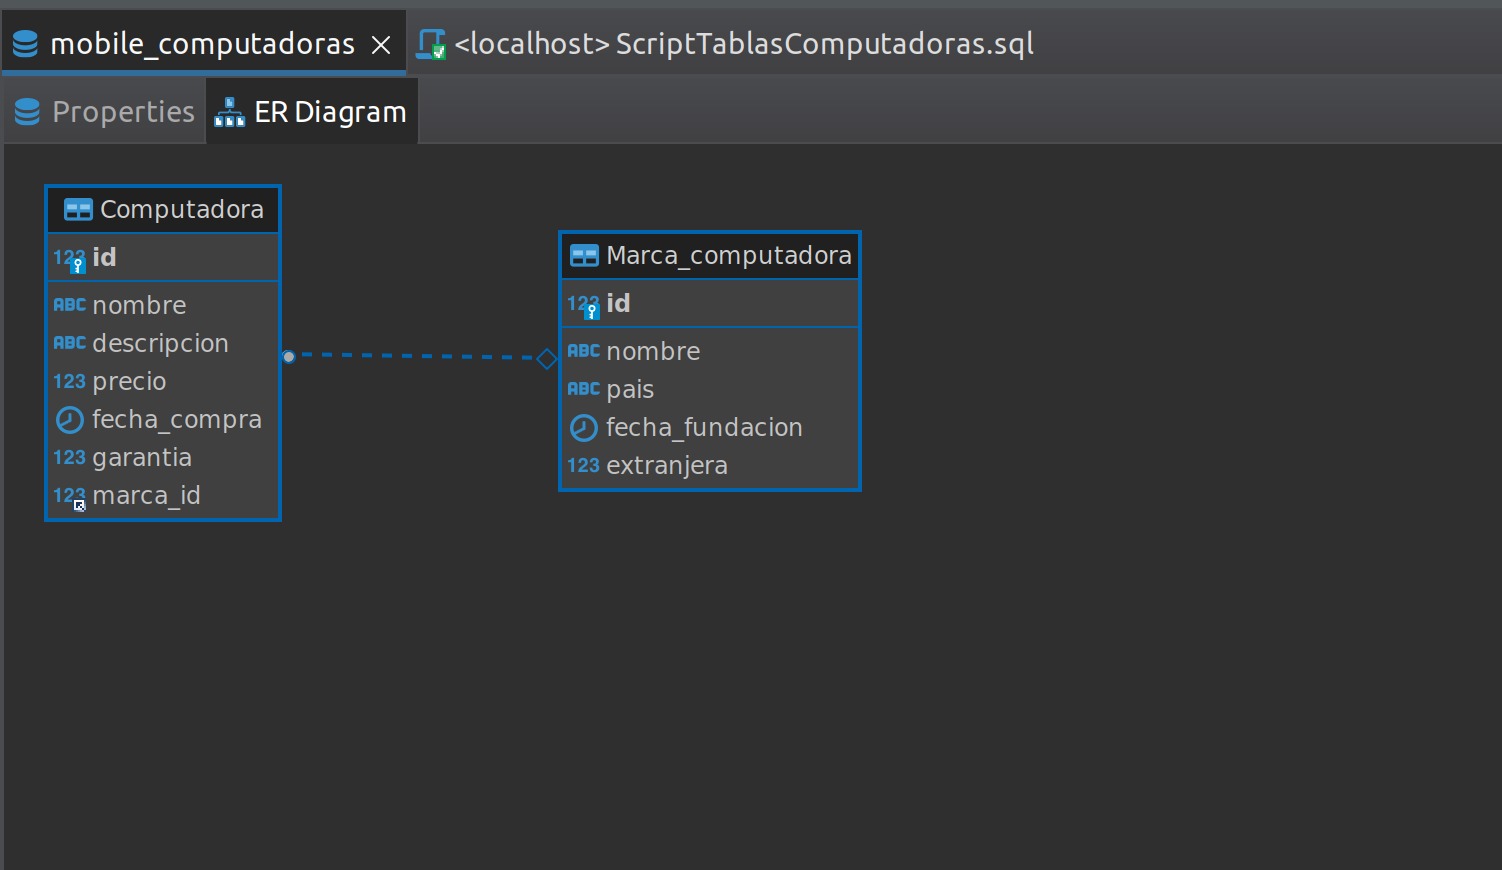 mobile_computadoras
<localhost> ScriptTablasComputadoras.sql
Properties
ER Diagram
Computadora
123 id
ABC nombre
ABC descripcion
123 precio
fecha_compra
123 garantia
123 marca_id
Marca_computadora
123 id
ABC nombre
ABC pais
fecha_fundacion
123 extranjera